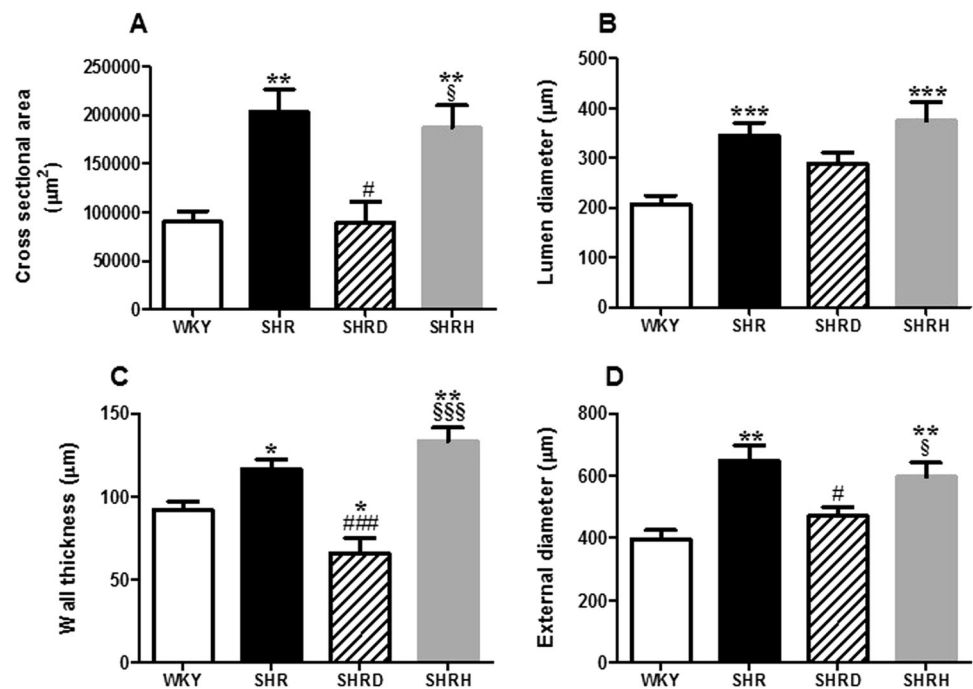 A
Cross sectional area
(µm²)
250000
200000
150000
100000
50000
0
**
#
**
§
WKY SHR SHRD SHRH
B
Lumen diameter (µm)
500
400
300
200
100
0
***
***
WKY SHR SHRD SHRH
C
Wall thickness (µm)
150
100
50
0
*
*
###
**
§§§
WKY SHR SHRD SHRH
D
External diameter (µm)
800
600
400
200
0
**
#
**
§
WKY SHR SHRD SHRH